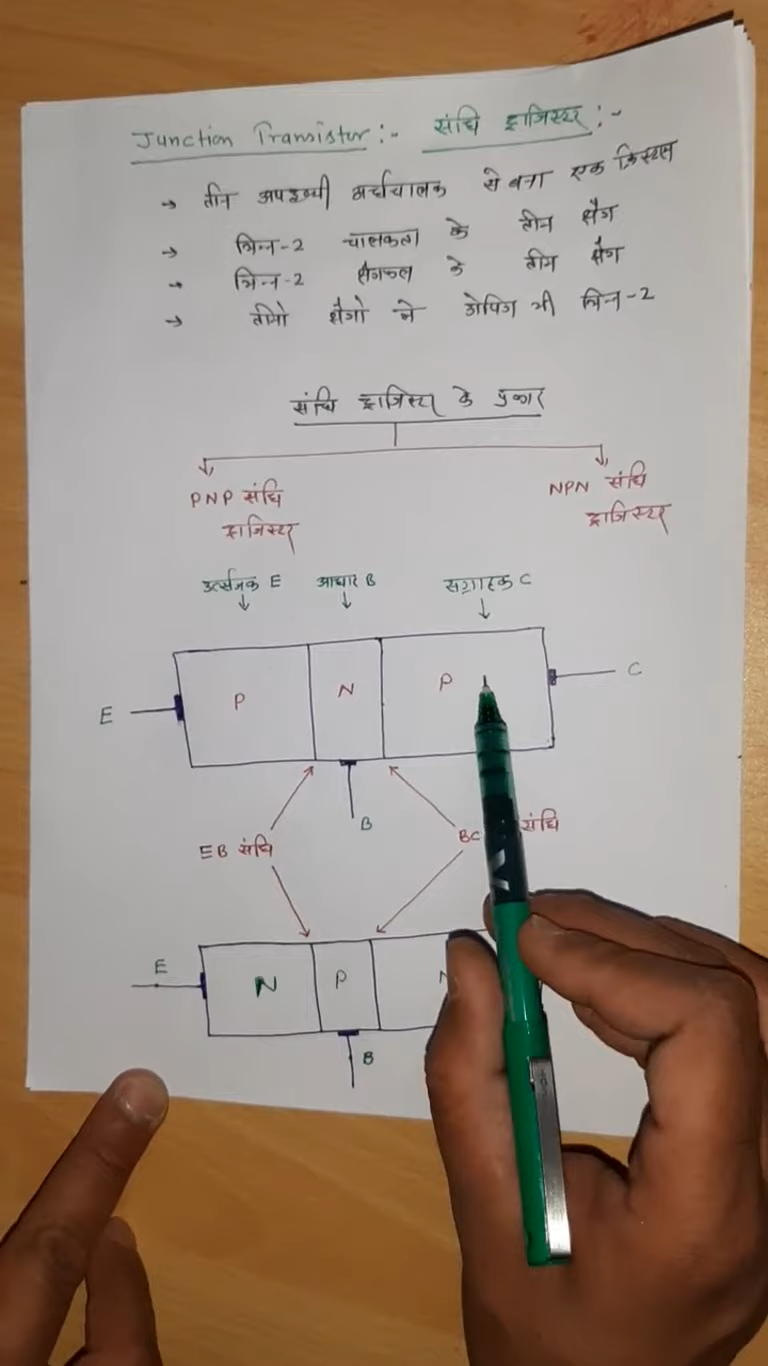 Junction Transistor:- संधि ट्रांजिस्टर:-
→ तीन अपद्रव्यी अर्धचालक से बना एक क्रिस्टल
→ भिन्न-2 चालकता के तीन क्षेत्र
→ भिन्न-2 क्षेत्रफल के तीन क्षेत्र
→ तीनो क्षेत्रो ने डोपिंग भी भिन्न-2
संधि ट्रांजिस्टर के प्रकार
PNP संधि ट्रांजिस्टर
NPN संधि ट्रांजिस्टर
उत्सर्जक E आधार B संग्राहक C
P N P
E C
B
EB संधि BC संधि
E
N P N
B